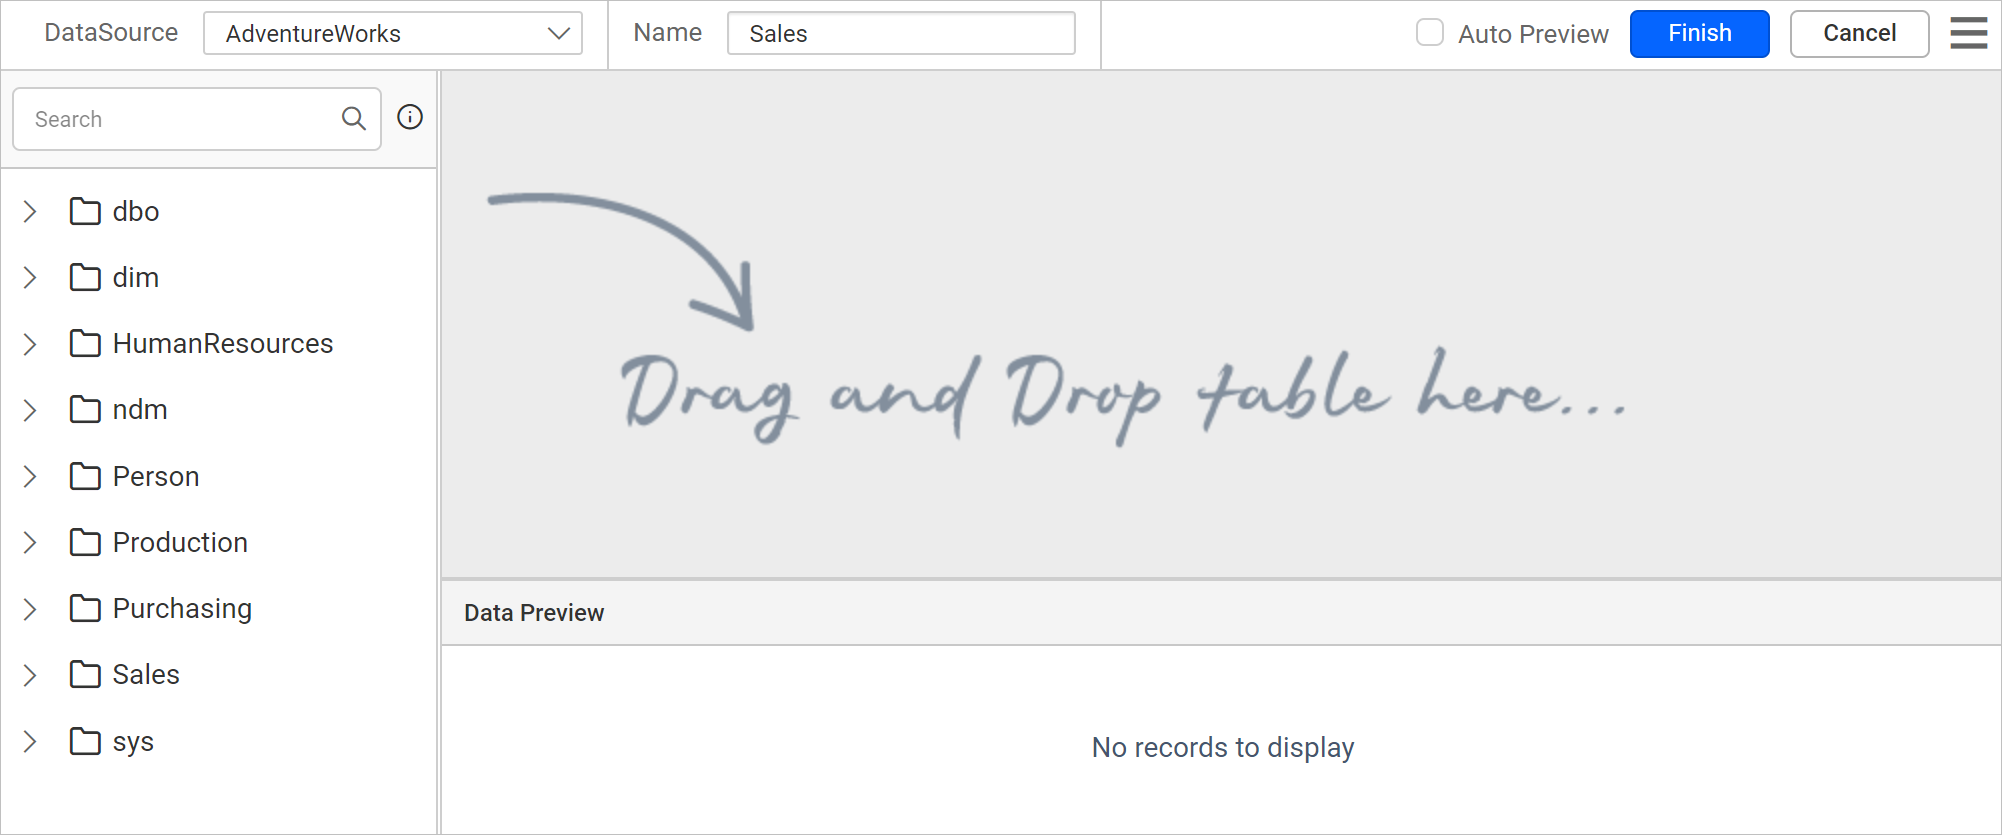 DataSource AdventureWorks Name Sales Auto Preview Finish Cancel
Search
dbo
dim
HumanResources
ndm
Person
Production
Purchasing
Sales
sys
Drag and Drop table here...
Data Preview
No records to display